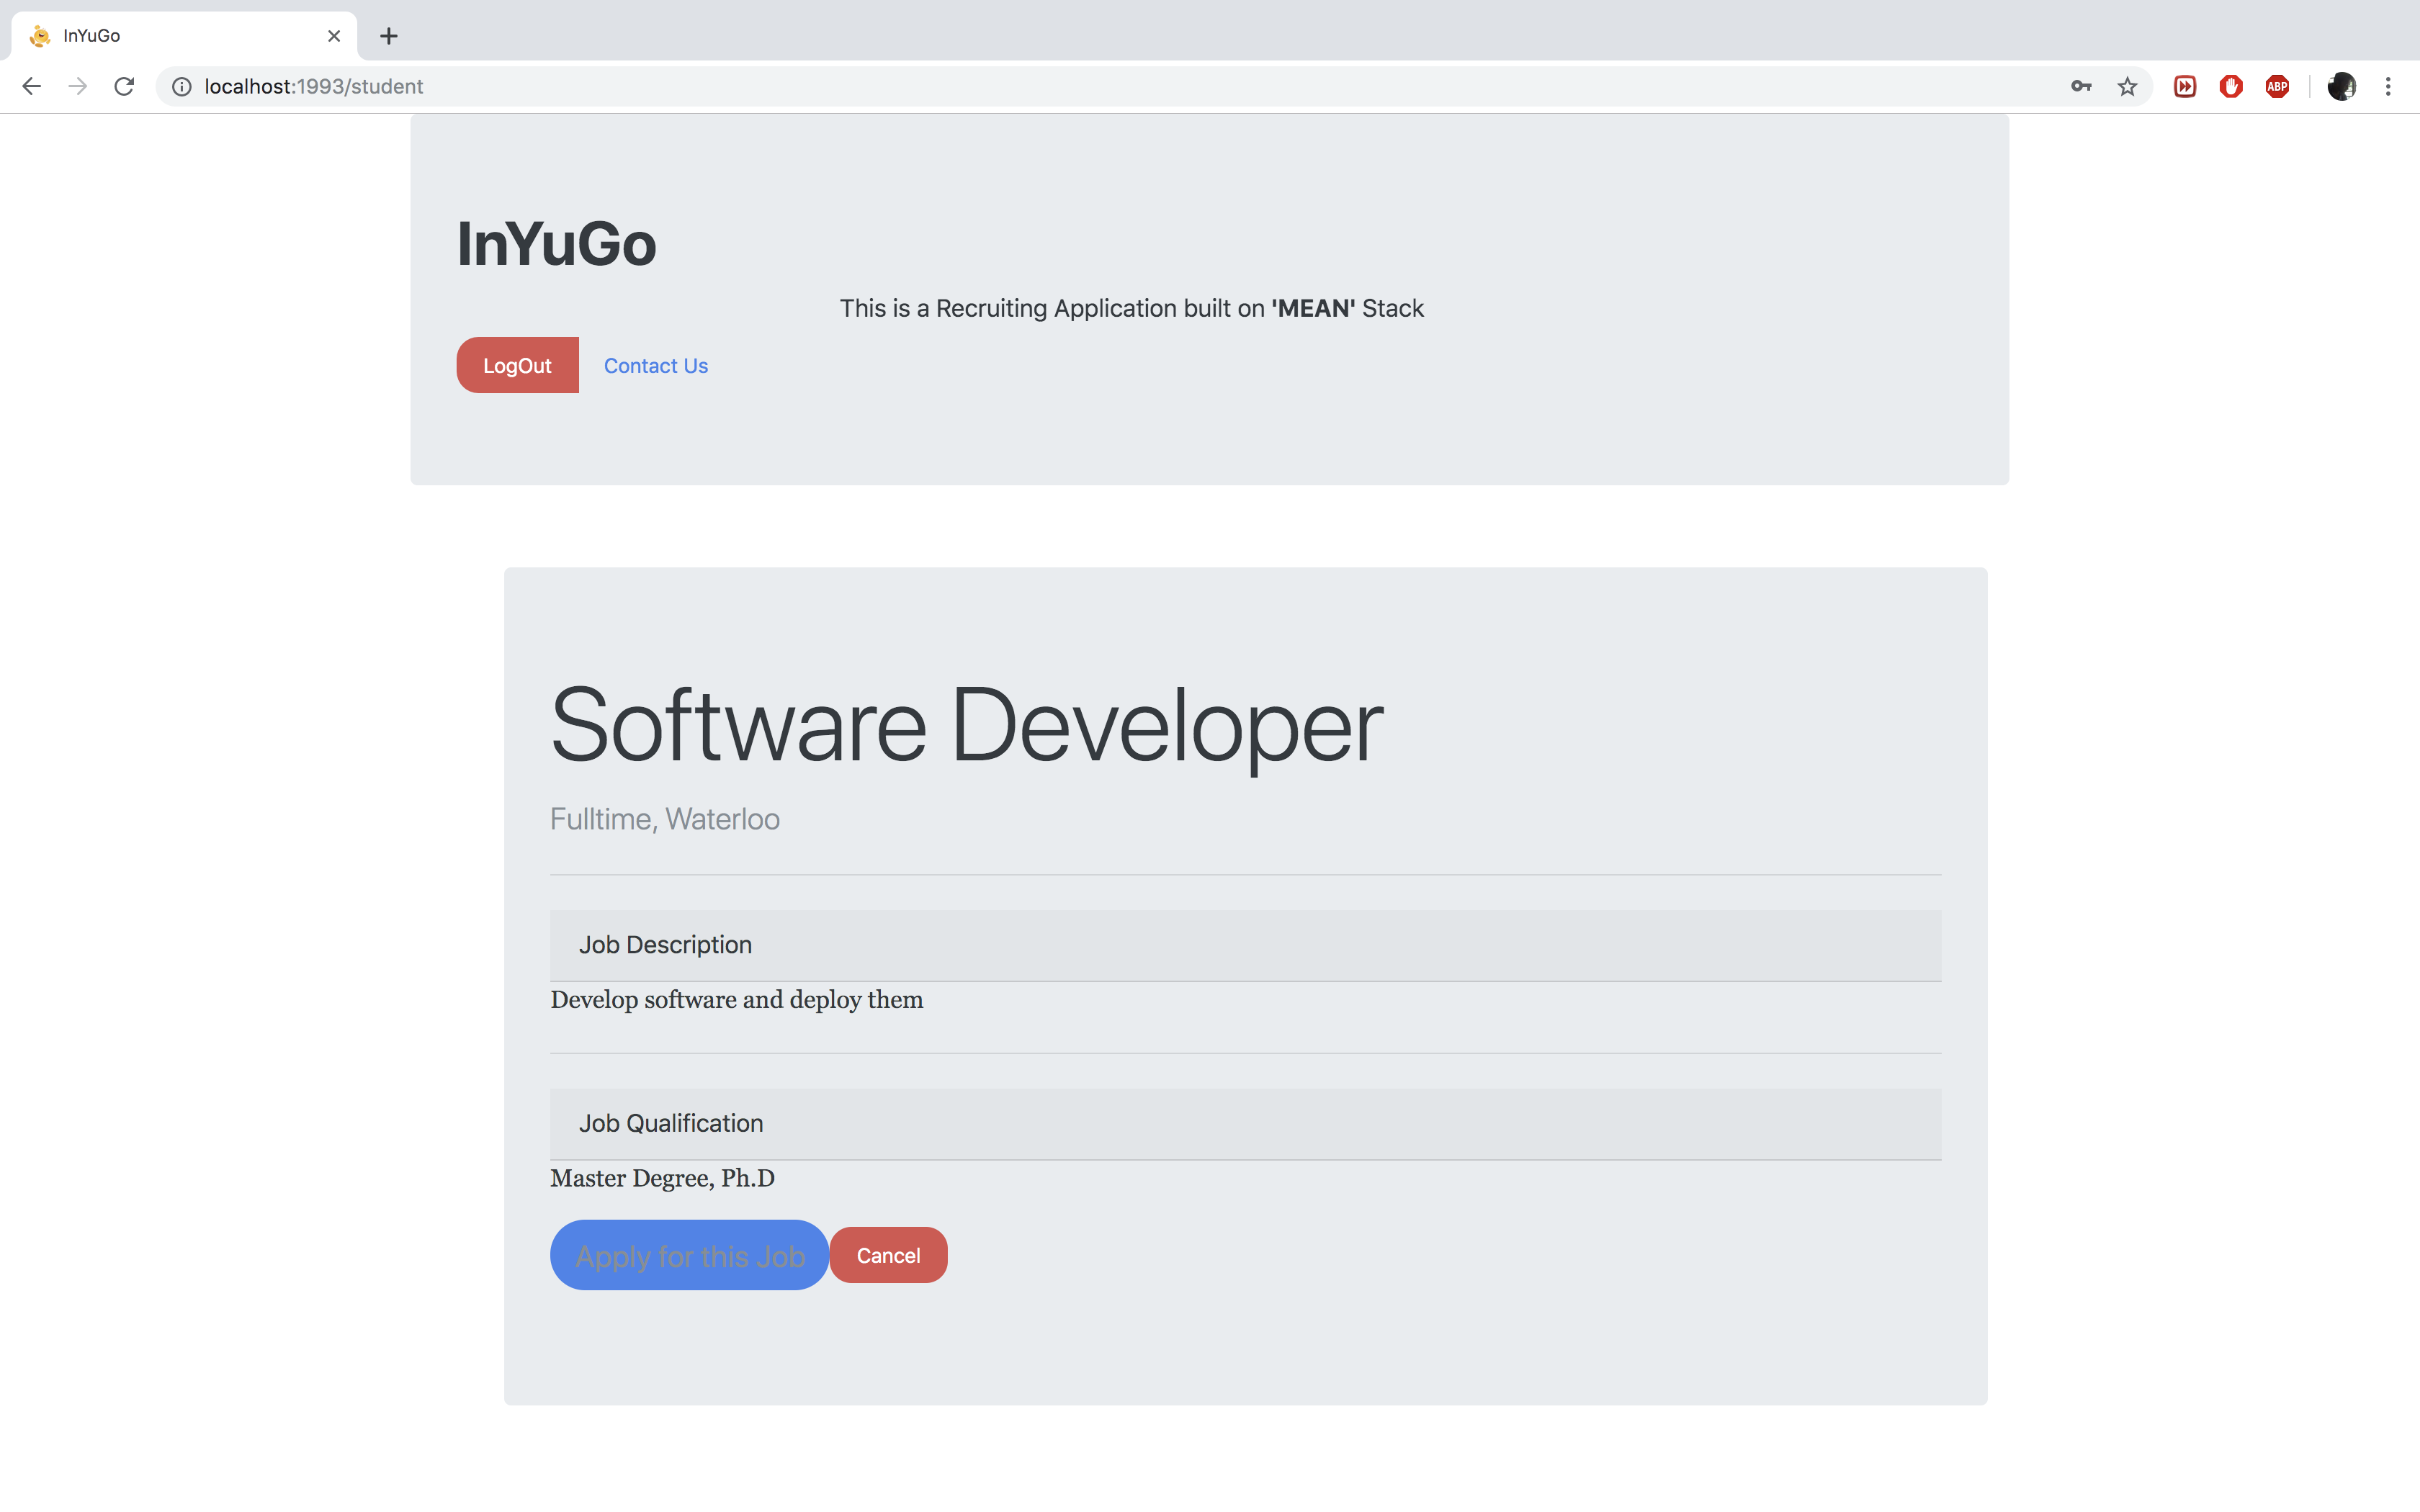 InYuGo
localhost:1993/student
ABP
InYuGo
This is a Recruiting Application built on 'MEAN' Stack
LogOut Contact Us
Software Developer
Fulltime, Waterloo
Job Description
Develop software and deploy them
Job Qualification
Master Degree, Ph.D
Apply for this Job Cancel